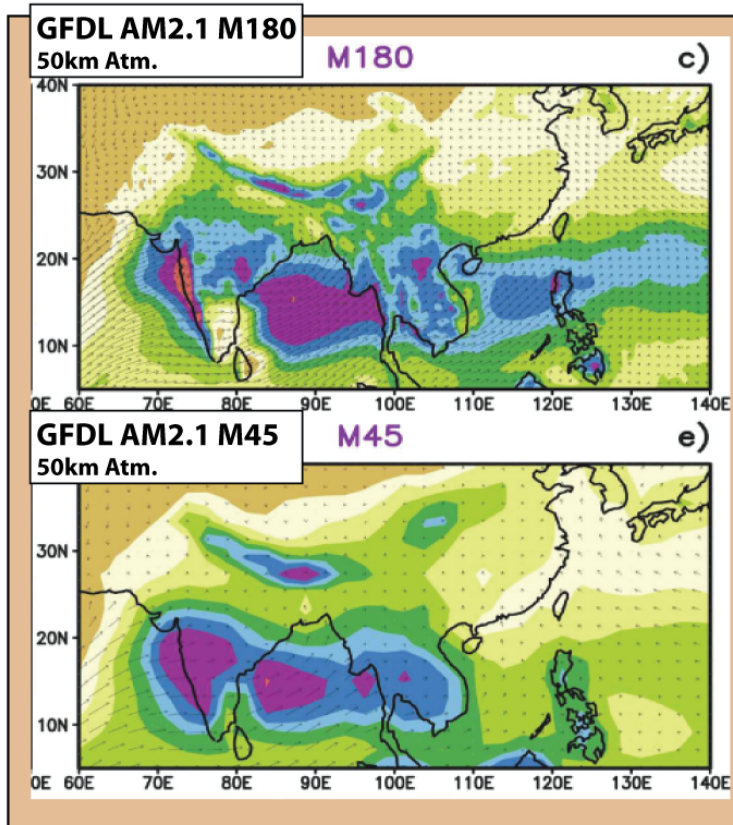 GFDL AM2.1 M180
50km Atm.
M180
c)
40N
30N
20N
10N
0E 60E 70E 80E 90E 100E 110E 120E 130E 140E
GFDL AM2.1 M45
50km Atm.
M45
e)
30N
20N
10N
0E 60E 70E 80E 90E 100E 110E 120E 130E 140E